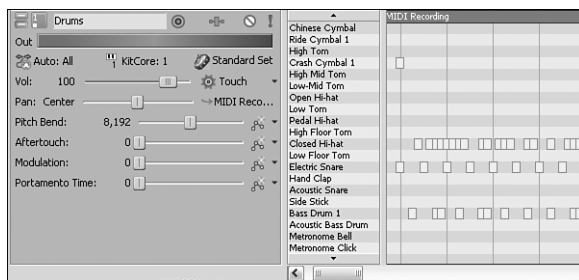 Drums
Out
Auto: All
KitCore: 1
Standard Set
Vol: 100
Touch
Pan: Center
MIDI Reco...
Pitch Bend: 8,192
Aftertouch: 0
Modulation: 0
Portamento Time: 0
Chinese Cymbal
Ride Cymbal 1
High Tom
Crash Cymbal 1
High Mid Tom
Low-Mid Tom
Open Hi-hat
Low Tom
Pedal Hi-hat
High Floor Tom
Closed Hi-hat
Low Floor Tom
Electric Snare
Hand Clap
Acoustic Snare
Side Stick
Bass Drum 1
Acoustic Bass Drum
Metronome Bell
Metronome Click
MIDI Recording